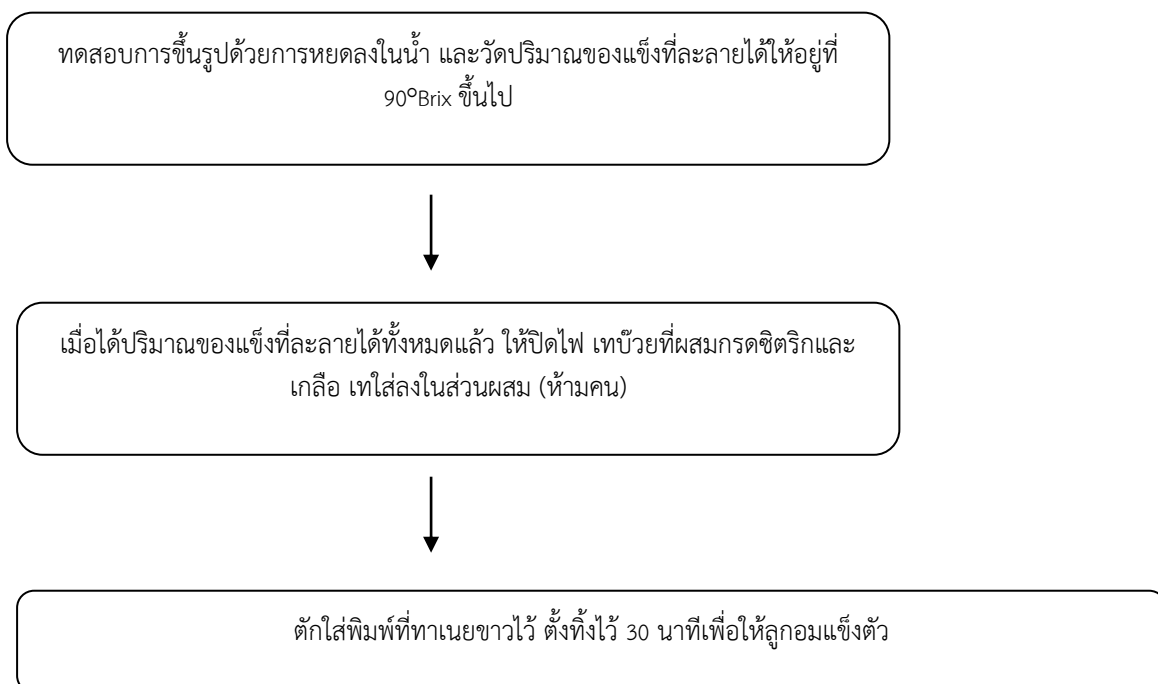 ทดสอบการขึ้นรูปด้วยการหยดลงในน้ำ และวัดปริมาณของแข็งที่ละลายได้ให้อยู่ที่
90°Brix ขึ้นไป
เมื่อได้ปริมาณของแข็งที่ละลายได้ทั้งหมดแล้ว ให้ปิดไฟ เทบ๊วยที่ผสมกรดซิตริกและ
เกลือ เทใส่ลงในส่วนผสม (ห้ามคน)
ตักใส่พิมพ์ที่ทาเนยขาวไว้ ตั้งทิ้งไว้ 30 นาทีเพื่อให้ลูกอมแข็งตัว